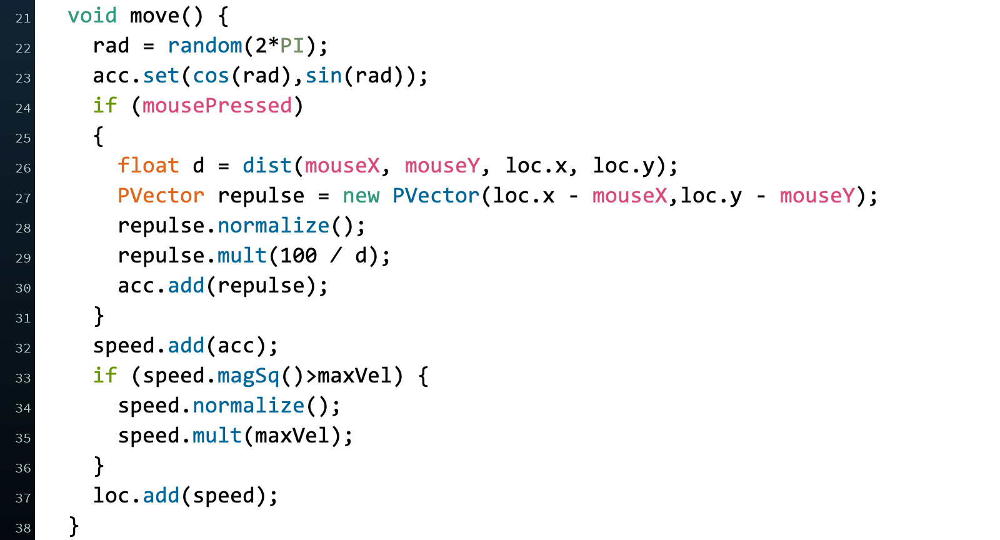 21 void move() {
22 rad = random(2*PI);
23 acc.set(cos(rad),sin(rad));
24 if (mousePressed)
25 {
26 float d = dist(mouseX, mouseY, loc.x, loc.y);
27 PVector repulse = new PVector(loc.x - mouseX,loc.y - mouseY);
28 repulse.normalize();
29 repulse.mult(100 / d);
30 acc.add(repulse);
31 }
32 speed.add(acc);
33 if (speed.magSq()>maxVel) {
34 speed.normalize();
35 speed.mult(maxVel);
36 }
37 loc.add(speed);
38 }